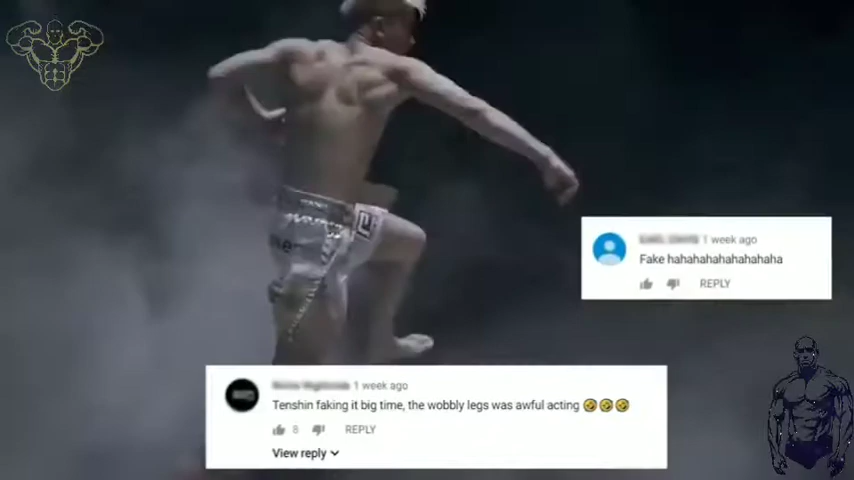 1 week ago
Fake hahahahahahahahaha
REPLY
1 week ago
Tenshin faking it big time, the wobbly legs was awful acting 🤣🤣🤣
8
REPLY
View reply